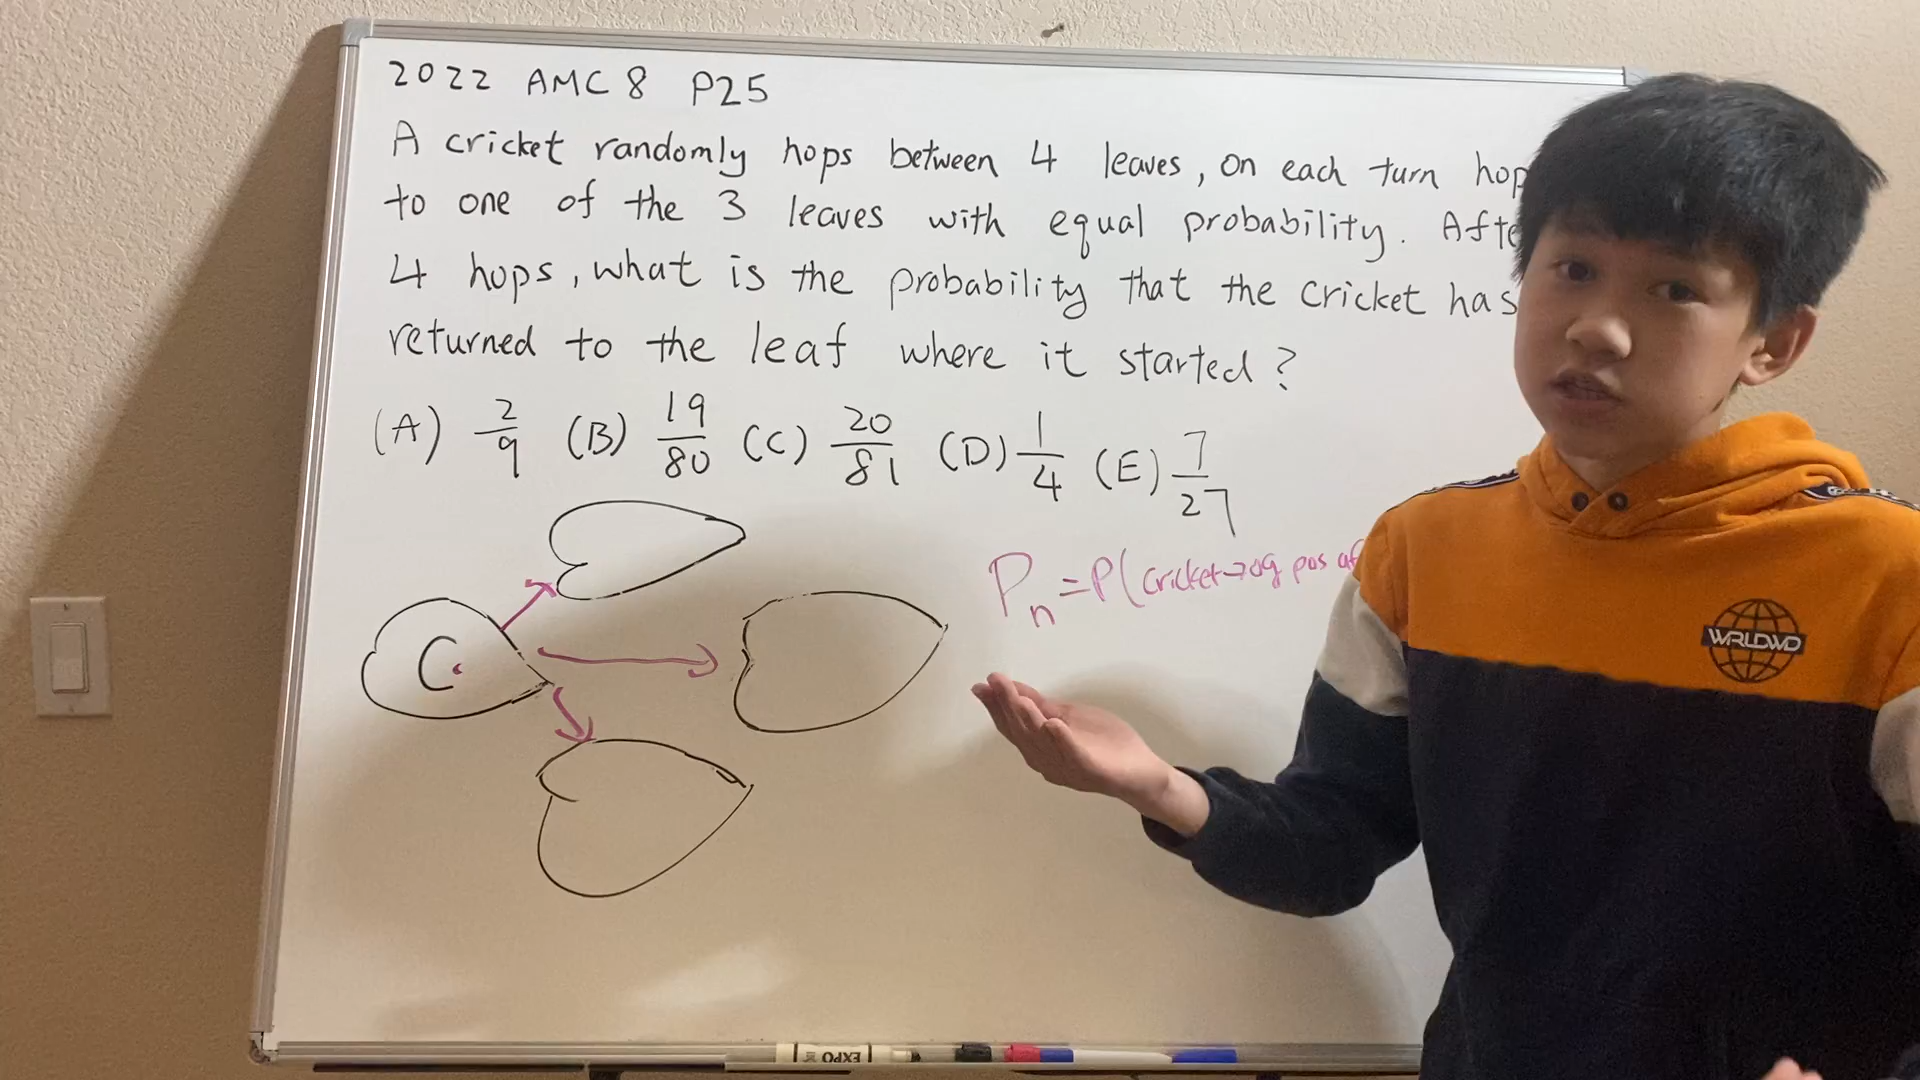 2022 AMC 8 P25
A cricket randomly hops between 4 leaves, on each turn hop
to one of the 3 leaves with equal probability. Afte
4 hops, what is the probability that the cricket has
returned to the leaf where it started?
(A) 2/9 (B) 19/80 (C) 20/81 (D) 1/4 (E) 7/27
Pn = P(cricket→og pos af
C
WRLDWD
EXPO